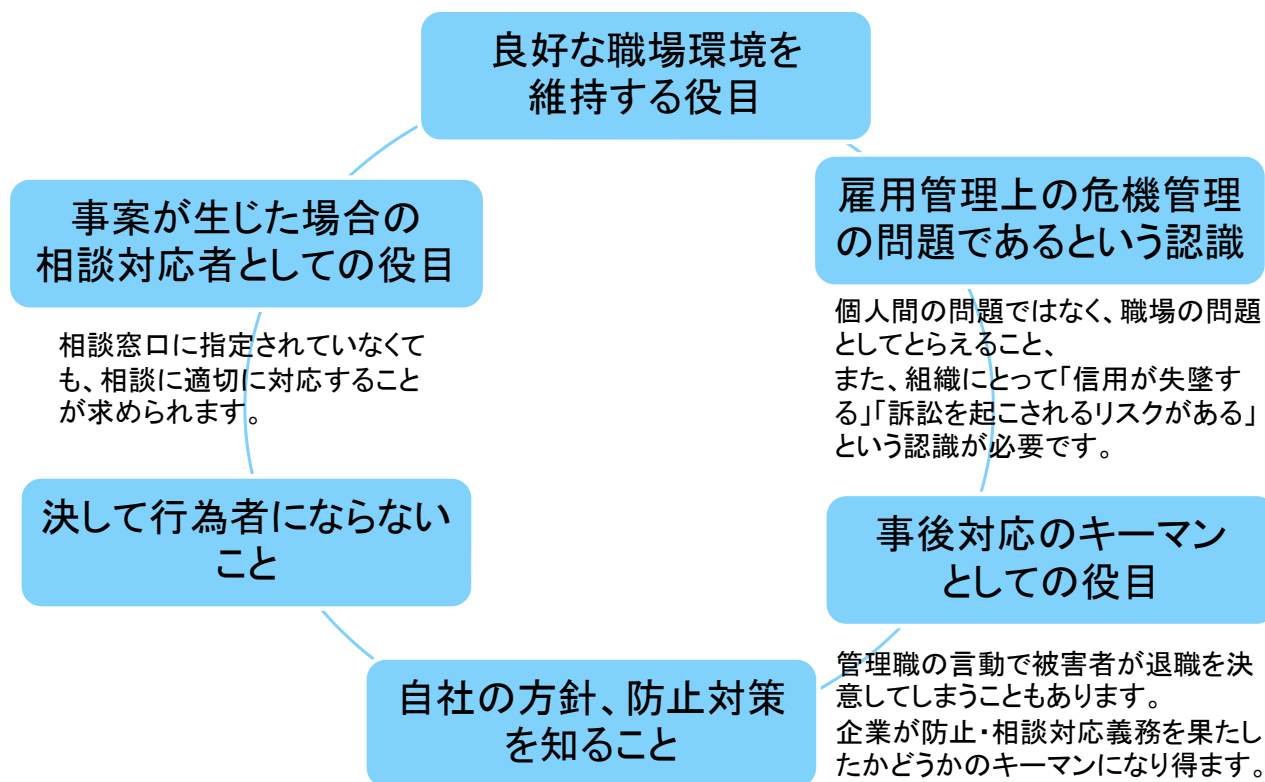 良好な職場環境を
維持する役目
雇用管理上の危機管理
の問題であるという認識
個人間の問題ではなく、職場の問題
としてとらえること、
また、組織にとって「信用が失墜す
る」「訴訟を起こされるリスクがある」
という認識が必要です。
事後対応のキーマン
としての役目
管理職の言動で被害者が退職を決
意してしまうこともあります。
企業が防止・相談対応義務を果たし
たかどうかのキーマンになり得ます。
自社の方針、防止対策
を知ること
決して行為者にならない
こと
事案が生じた場合の
相談対応者としての役目
相談窓口に指定されていなくて
も、相談に適切に対応すること
が求められます。